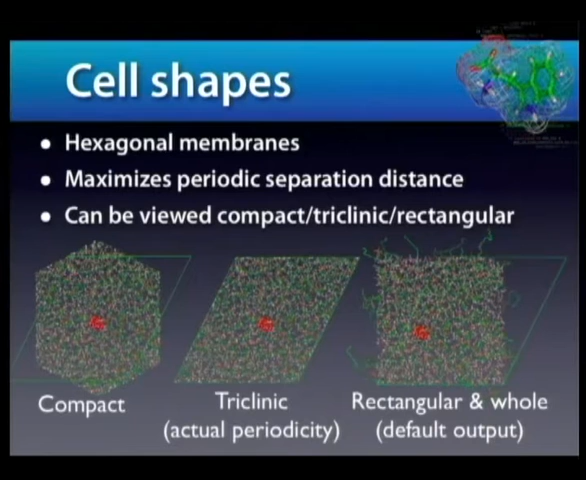 Cell shapes
Hexagonal membranes
Maximizes periodic separation distance
Can be viewed compact/triclinic/rectangular
Compact
Triclinic
(actual periodicity)
Rectangular & whole
(default output)